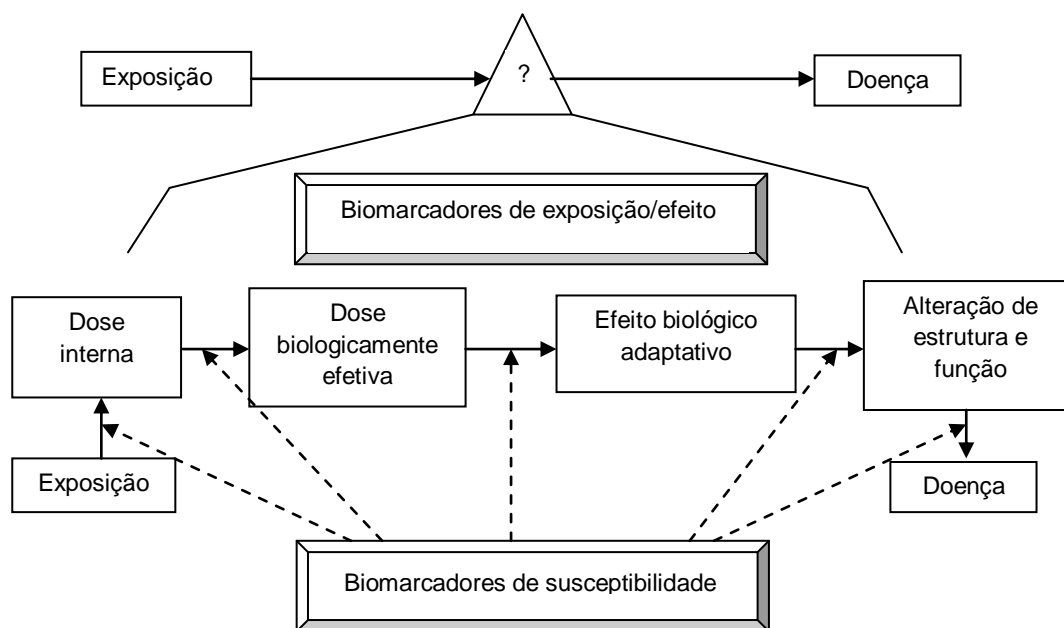 Exposição
?
Doença
Biomarcadores de exposição/efeito
Dose
interna
Dose
biologicamente
efetiva
Efeito biológico
adaptativo
Alteração de
estrutura e
função
Exposição
Doença
Biomarcadores de susceptibilidade